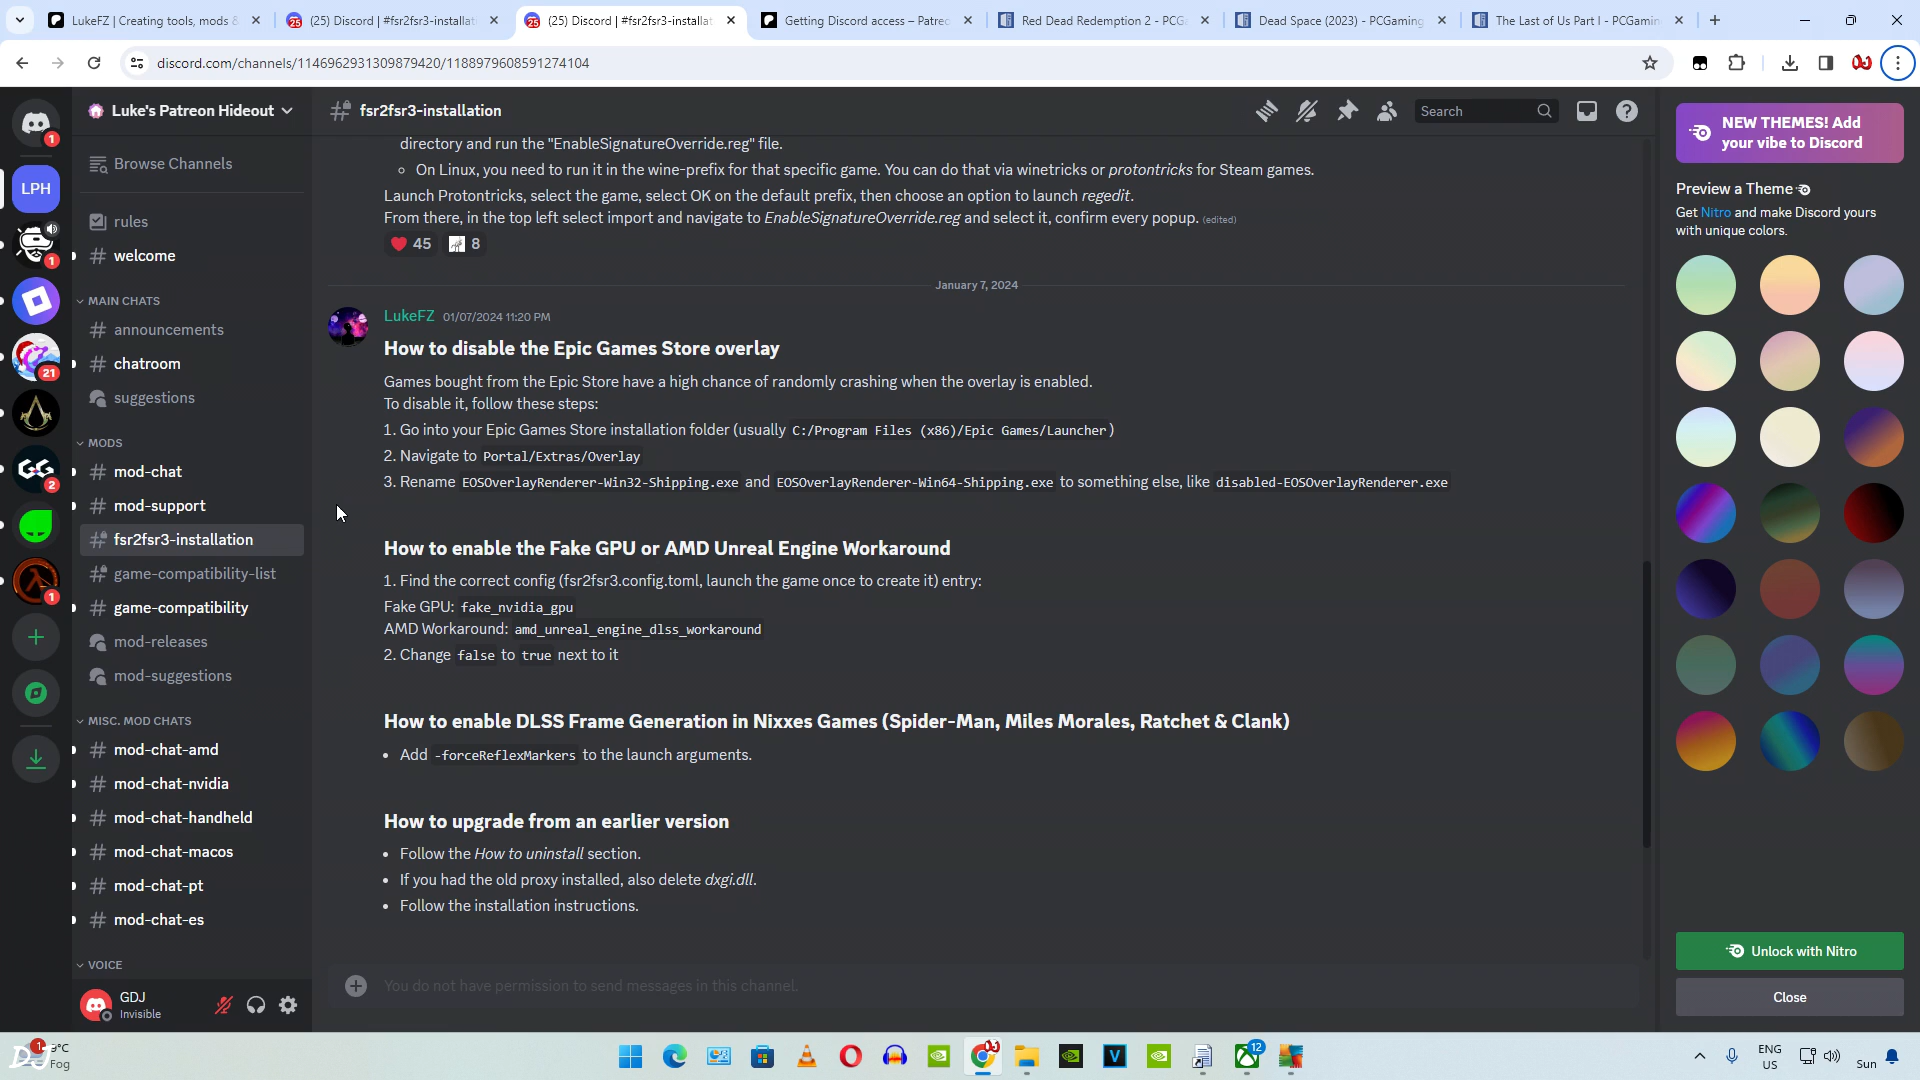 LukeFZ | Creating tools, mods &
(25) Discord | #fsr2fsr3-installat
(25) Discord | #fsr2fsr3-installat
Getting Discord access – Patreo
Red Dead Redemption 2 - PCGa
Dead Space (2023) - PCGaming
The Last of Us Part I - PCGamin
discord.com/channels/1146962931309879420/1188979608591274104
1
LPH
1
21
GG
2
1
Luke's Patreon Hideout
Browse Channels
rules
welcome
MAIN CHATS
announcements
chatroom
suggestions
MODS
mod-chat
mod-support
fsr2fsr3-installation
game-compatibility-list
game-compatibility
mod-releases
mod-suggestions
MISC. MOD CHATS
mod-chat-amd
mod-chat-nvidia
mod-chat-handheld
mod-chat-macos
mod-chat-pt
mod-chat-es
VOICE
GDJ
Invisible
fsr2fsr3-installation
Search
directory and run the "EnableSignatureOverride.reg" file.
On Linux, you need to run it in the wine-prefix for that specific game. You can do that via winetricks or protontricks for Steam games.
Launch Protontricks, select the game, select OK on the default prefix, then choose an option to launch regedit.
From there, in the top left select import and navigate to EnableSignatureOverride.reg and select it, confirm every popup. (edited)
45 8
January 7, 2024
LukeFZ 01/07/2024 11:20 PM
How to disable the Epic Games Store overlay
Games bought from the Epic Store have a high chance of randomly crashing when the overlay is enabled.
To disable it, follow these steps:
1. Go into your Epic Games Store installation folder (usually C:/Program Files (x86)/Epic Games/Launcher)
2. Navigate to Portal/Extras/Overlay
3. Rename EOSOverlayRenderer-Win32-Shipping.exe and EOSOverlayRenderer-Win64-Shipping.exe to something else, like disabled-EOSOverlayRenderer.exe
How to enable the Fake GPU or AMD Unreal Engine Workaround
1. Find the correct config (fsr2fsr3.config.toml, launch the game once to create it) entry:
Fake GPU: fake_nvidia_gpu
AMD Workaround: amd_unreal_engine_dlss_workaround
2. Change false to true next to it
How to enable DLSS Frame Generation in Nixxes Games (Spider-Man, Miles Morales, Ratchet & Clank)
• Add -forceReflexMarkers to the launch arguments.
How to upgrade from an earlier version
• Follow the How to uninstall section.
• If you had the old proxy installed, also delete dxgi.dll.
• Follow the installation instructions.
You do not have permission to send messages in this channel.
NEW THEMES! Add
your vibe to Discord
Preview a Theme
Get Nitro and make Discord yours
with unique colors.
Unlock with Nitro
Close
1
9°C
Fog
12
ENG
US
Sun